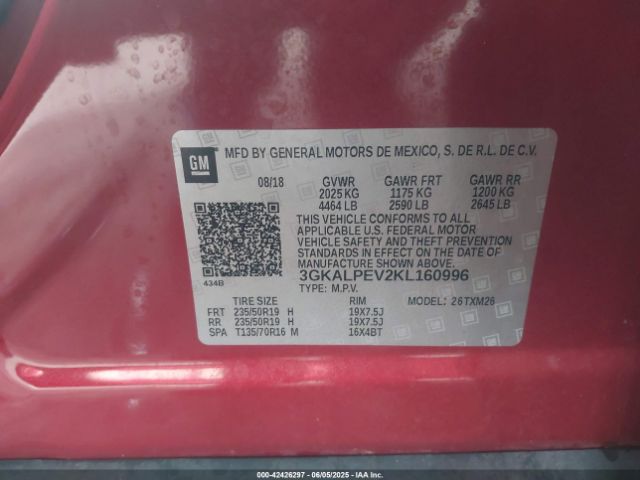 GM
MFD BY GENERAL MOTORS DE MEXICO, S. DE R.L. DE C.V.
08/18 GVWR GAWR FRT GAWR RR
2025 KG 1175 KG 1200 KG
4464 LB 2590 LB 2645 LB
THIS VEHICLE CONFORMS TO ALL
APPLICABLE U.S. FEDERAL MOTOR
VEHICLE SAFETY AND THEFT PREVENTION
STANDARDS IN EFFECT ON THE DATE OF
MANUFACTURE SHOWN ABOVE.
434B
3GKALPEV2KL160996
TYPE: M.P.V.
TIRE SIZE RIM MODEL: 26TXM26
FRT 235/50R19 H 19X7.5J
RR 235/50R19 H 19X7.5J
SPA T135/70R16 M 16X4BT
© - 42426297 - 06/05/2025 - IAAI.com